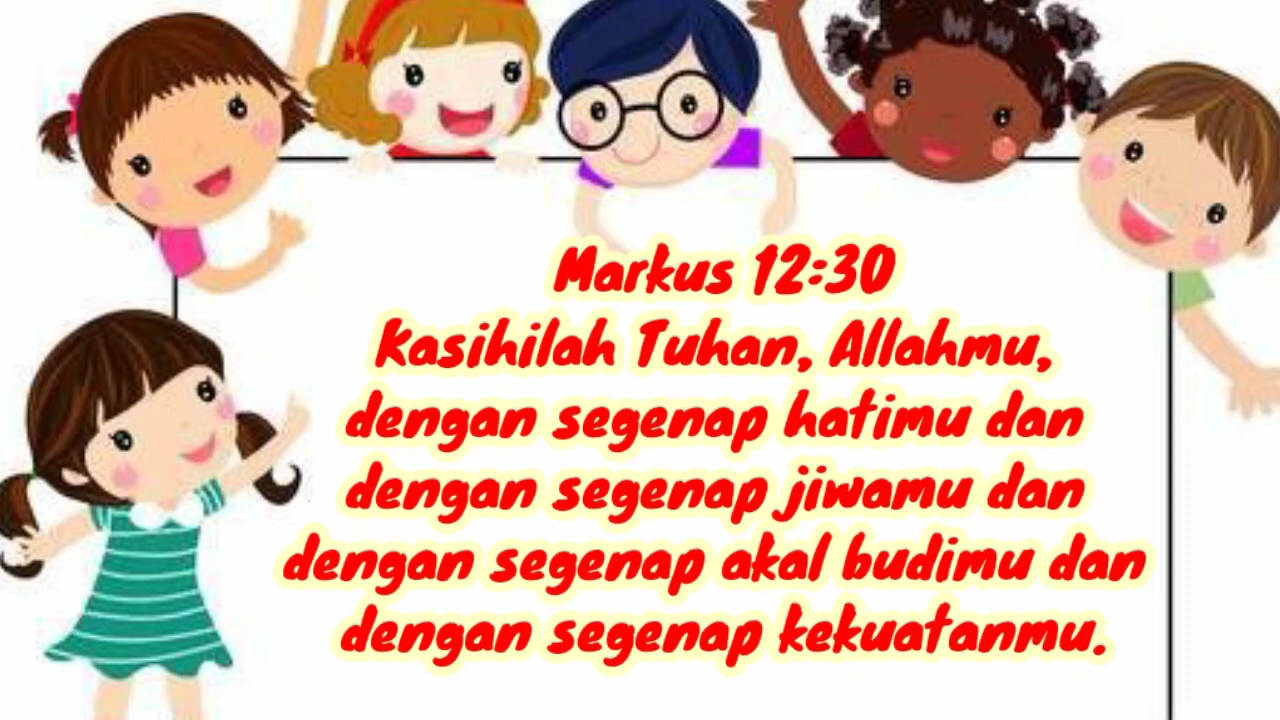 Markus 12:30
Kasihilah Tuhan, Allahmu,
dengan segenap hatimu dan
dengan segenap jiwamu dan
dengan segenap akal budimu dan
dengan segenap kekuatanmu.